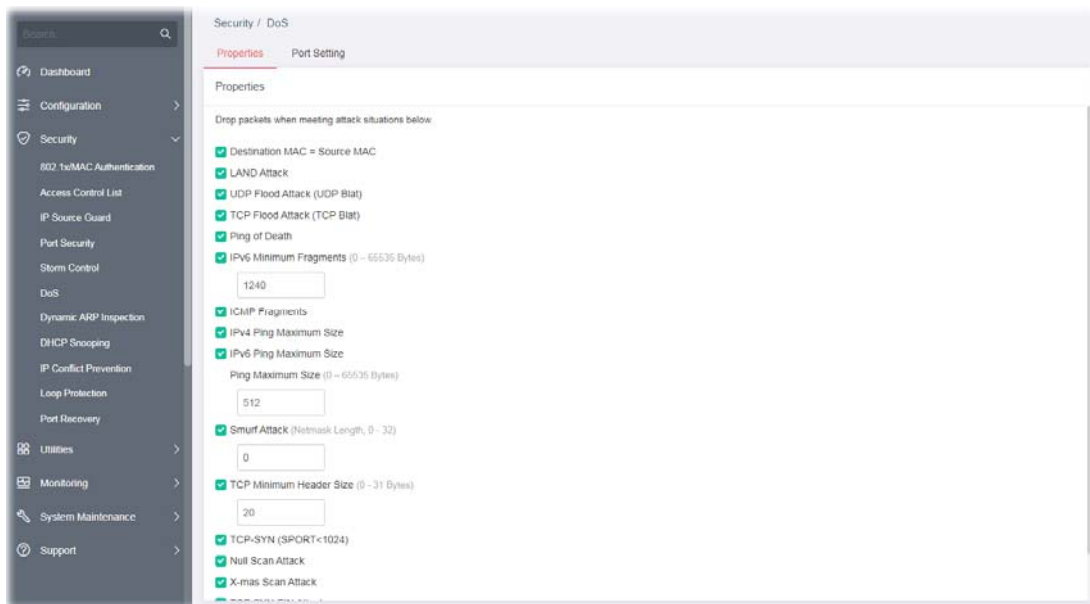 Search
Dashboard
Configuration
Security
802.1x/MAC Authentication
Access Control List
IP Source Guard
Port Security
Storm Control
DoS
Dynamic ARP Inspection
DHCP Snooping
IP Conflict Prevention
Loop Protection
Port Recovery
Utilities
Monitoring
System Maintenance
Support
Security / DoS
Properties Port Setting
Properties
Drop packets when meeting attack situations below
Destination MAC = Source MAC
LAND Attack
UDP Flood Attack (UDP Blat)
TCP Flood Attack (TCP Blat)
Ping of Death
IPv6 Minimum Fragments (0 – 65535 Bytes)
1240
ICMP Fragments
IPv4 Ping Maximum Size
IPv6 Ping Maximum Size
Ping Maximum Size (0 – 65535 Bytes)
512
Smurf Attack (Netmask Length, 0 - 32)
0
TCP Minimum Header Size (0 - 31 Bytes)
20
TCP-SYN (SPORT<1024)
Null Scan Attack
X-mas Scan Attack